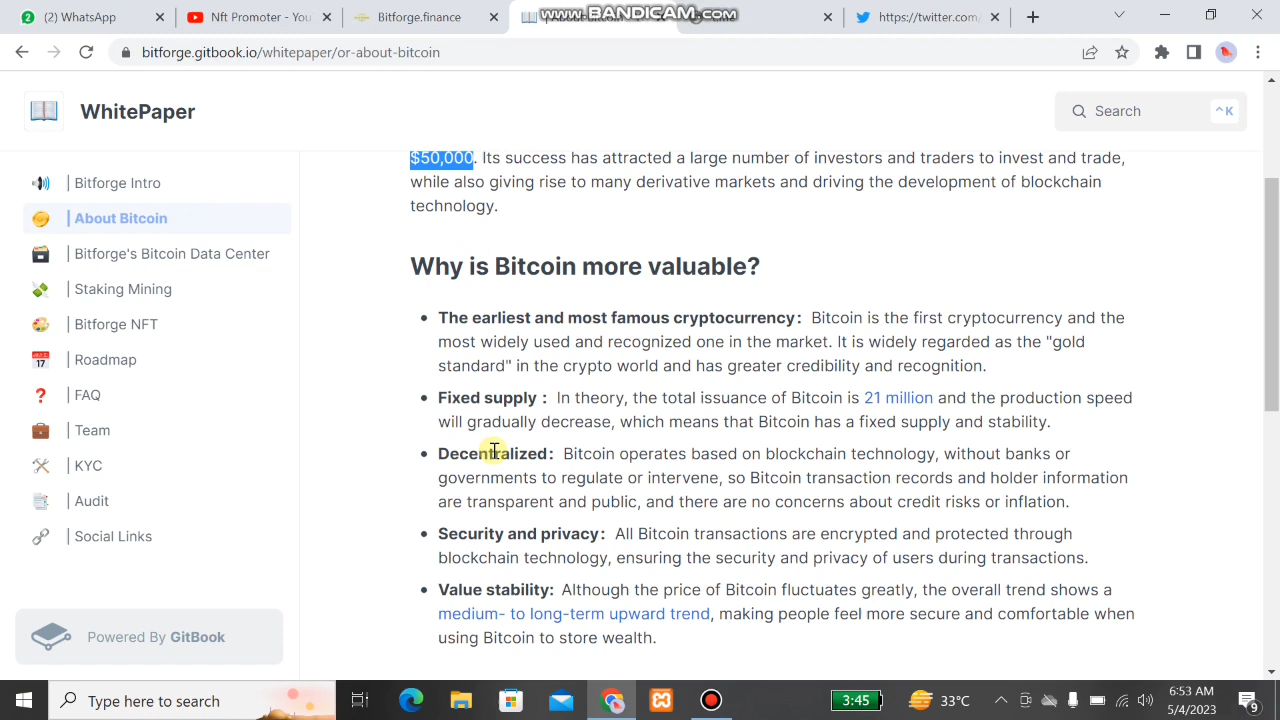 (2) WhatsApp
Nft Promoter - You
Bitforge.finance
www.BANDICAM.com
https://twitter.com/
bitforge.gitbook.io/whitepaper/or-about-bitcoin
WhitePaper
Search
^K
| Bitforge Intro
| About Bitcoin
| Bitforge's Bitcoin Data Center
| Staking Mining
| Bitforge NFT
| Roadmap
| FAQ
| Team
| KYC
| Audit
| Social Links
Powered By GitBook
$50,000. Its success has attracted a large number of investors and traders to invest and trade,
while also giving rise to many derivative markets and driving the development of blockchain
technology.
Why is Bitcoin more valuable?
The earliest and most famous cryptocurrency： Bitcoin is the first cryptocurrency and the
most widely used and recognized one in the market. It is widely regarded as the "gold
standard" in the crypto world and has greater credibility and recognition.
Fixed supply： In theory, the total issuance of Bitcoin is 21 million and the production speed
will gradually decrease, which means that Bitcoin has a fixed supply and stability.
Decentralized： Bitcoin operates based on blockchain technology, without banks or
governments to regulate or intervene, so Bitcoin transaction records and holder information
are transparent and public, and there are no concerns about credit risks or inflation.
Security and privacy： All Bitcoin transactions are encrypted and protected through
blockchain technology, ensuring the security and privacy of users during transactions.
Value stability： Although the price of Bitcoin fluctuates greatly, the overall trend shows a
medium- to long-term upward trend, making people feel more secure and comfortable when
using Bitcoin to store wealth.
Type here to search
3:45
33°C
6:53 AM
5/4/2023
9